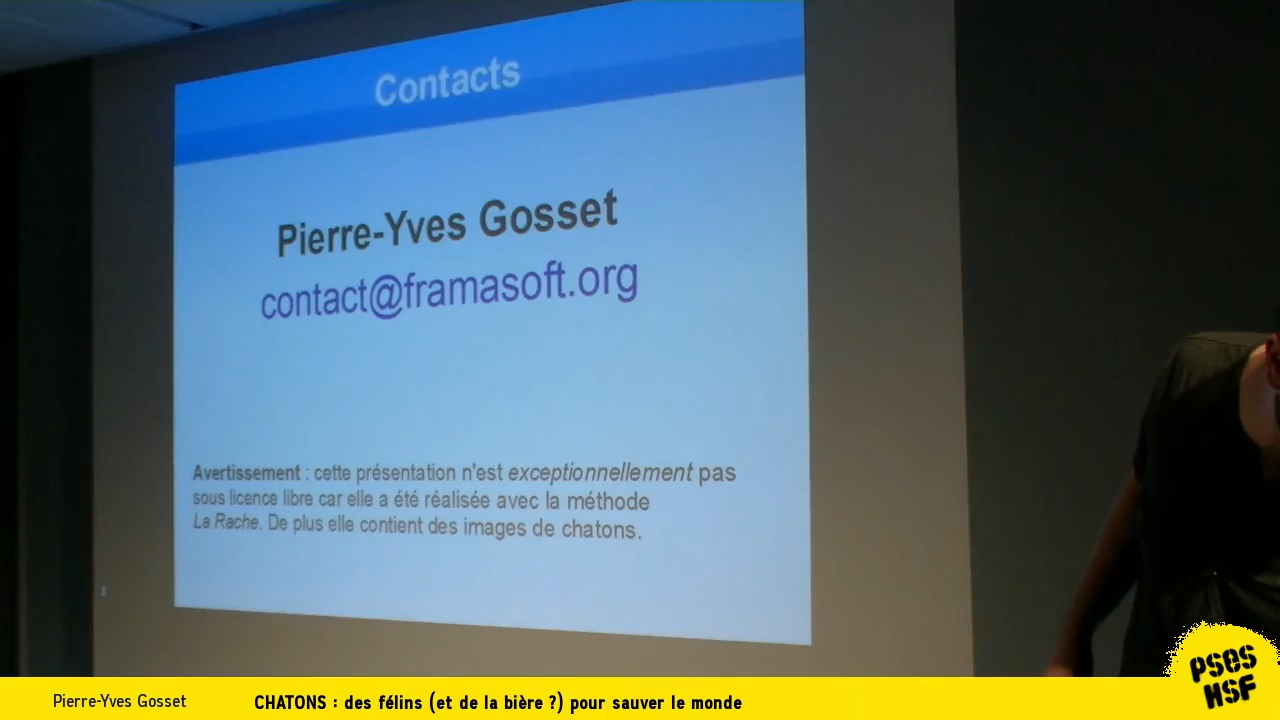 Contacts
Pierre-Yves Gosset
contact@framasoft.org
Avertissement : cette présentation n'est exceptionnellement pas
sous licence libre car elle a été réalisée avec la méthode
La Rache. De plus elle contient des images de chatons.
PSES
HSF
Pierre-Yves Gosset
CHATONS : des félins (et de la bière ?) pour sauver le monde